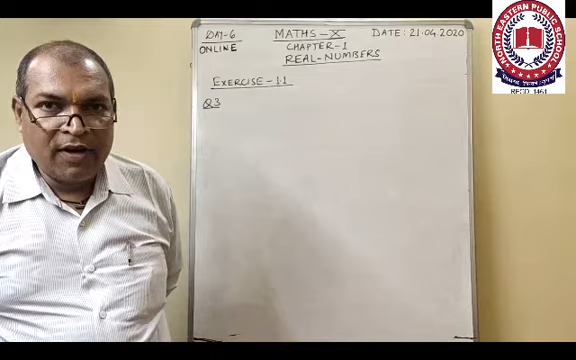 DAY-6 MATHS-X DATE: 21.04.2020
ONLINE CHAPTER-1
REAL-NUMBERS
EXERCISE-1.1
Q3
NORTH EASTERN PUBLIC SCHOOL
REGD. 1461